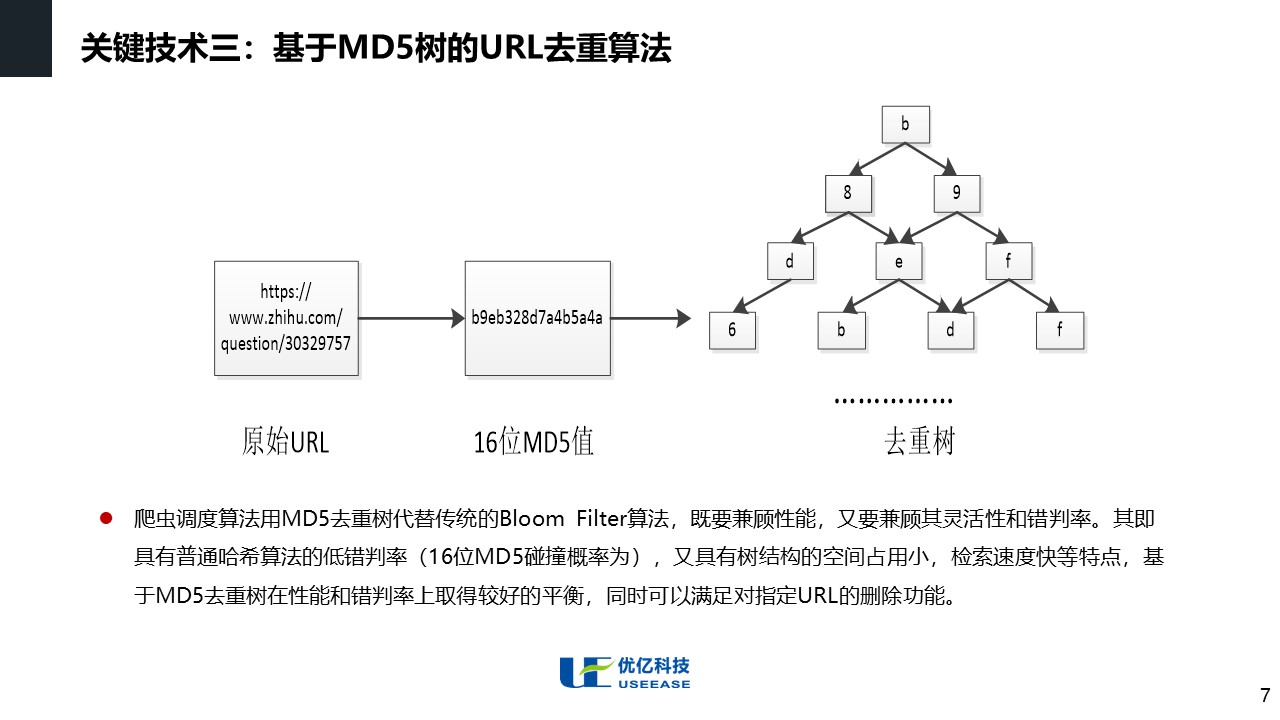 关键技术三：基于MD5树的URL去重算法
b
8 9
d e f
6 b d f
https://
www.zhihu.com/
question/30329757
b9eb328d7a4b5a4a
……………
原始URL 16位MD5值 去重树
爬虫调度算法用MD5去重树代替传统的Bloom Filter算法，既要兼顾性能，又要兼顾其灵活性和错判率。其即
具有普通哈希算法的低错判率（16位MD5碰撞概率为），又具有树结构的空间占用小，检索速度快等特点，基
于MD5去重树在性能和错判率上取得较好的平衡，同时可以满足对指定URL的删除功能。
UE 优亿科技
USEEASE
7